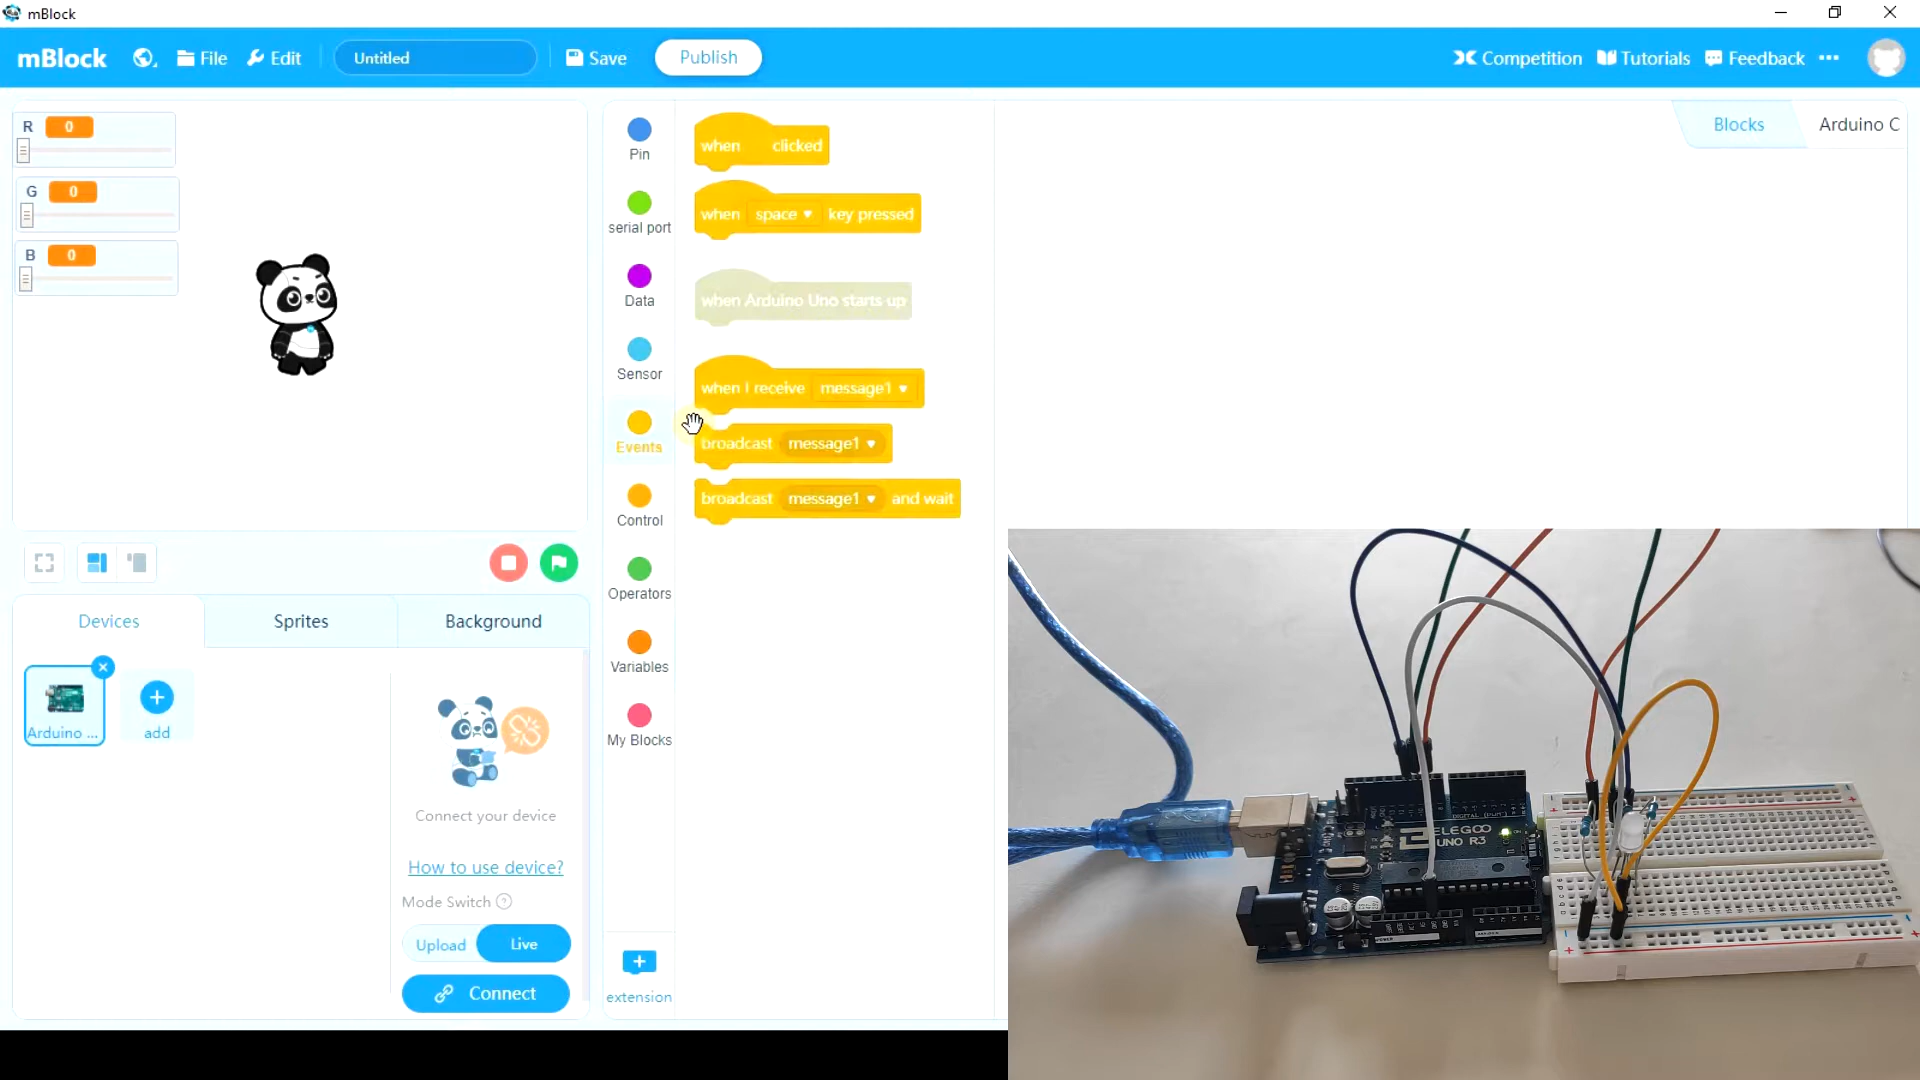 mBlock
mBlock
File
Edit
Untitled
Save
Publish
Competition
Tutorials
Feedback
R 0
G 0
B 0
Pin
serial port
Data
Sensor
Events
Control
Operators
Variables
My Blocks
extension
when clicked
when space key pressed
when Arduino Uno starts up
when I receive message1
broadcast message1
broadcast message1 and wait
Blocks
Arduino C
Devices
Sprites
Background
Arduino ...
add
Connect your device
How to use device?
Mode Switch
Upload
Live
Connect
ELEGOO
UNO R3